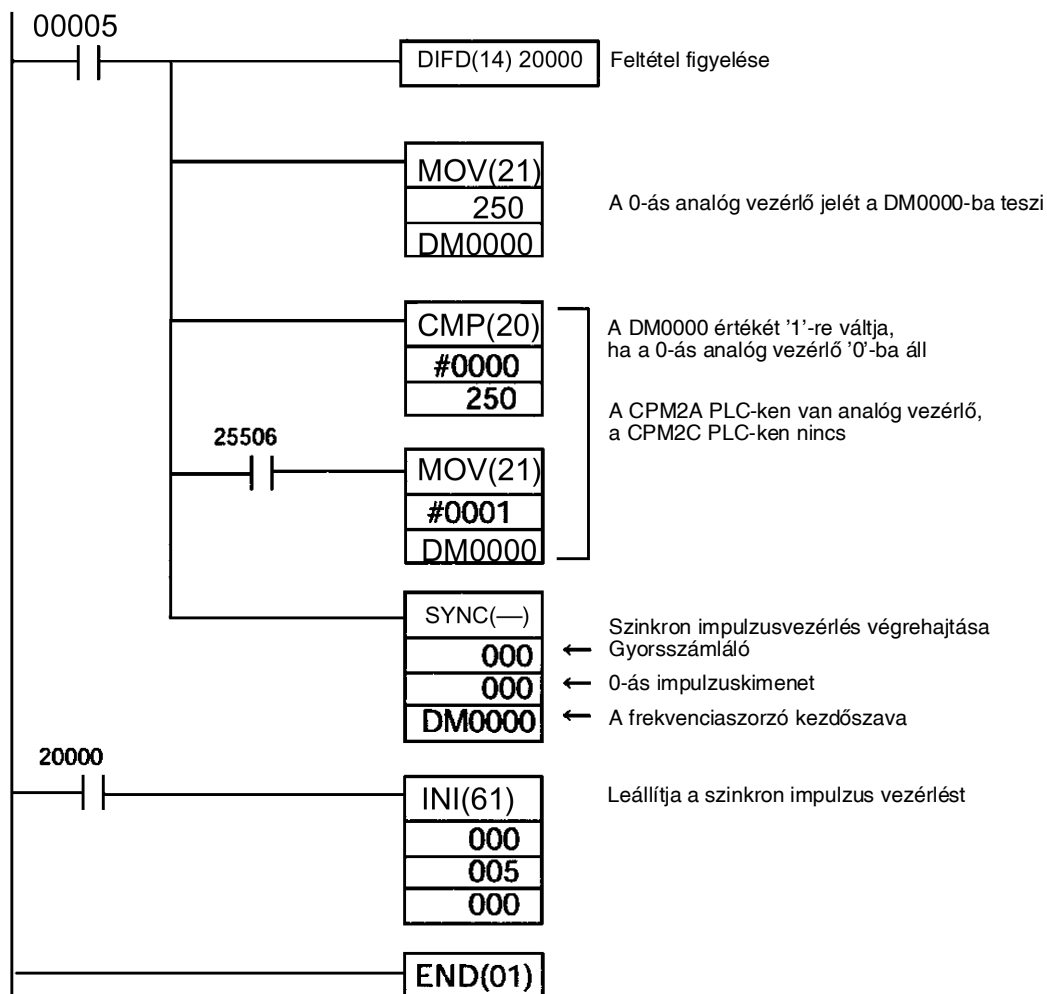 00005
DIFD(14) 20000 Feltétel figyelése
MOV(21)
250
DM0000
A 0-ás analóg vezérlő jelét a DM0000-ba teszi
CMP(20)
#0000
250
A DM0000 értékét '1'-re váltja,
ha a 0-ás analóg vezérlő '0'-ba áll
A CPM2A PLC-ken van analóg vezérlő,
a CPM2C PLC-ken nincs
25506
MOV(21)
#0001
DM0000
SYNC(—)
Szinkron impulzusvezérlés végrehajtása
000 ← Gyorsszámláló
000 ← 0-ás impulzuskimenet
DM0000 ← A frekvenciaszorzó kezdőszava
20000
INI(61) Leállítja a szinkron impulzus vezérlést
000
005
000
END(01)